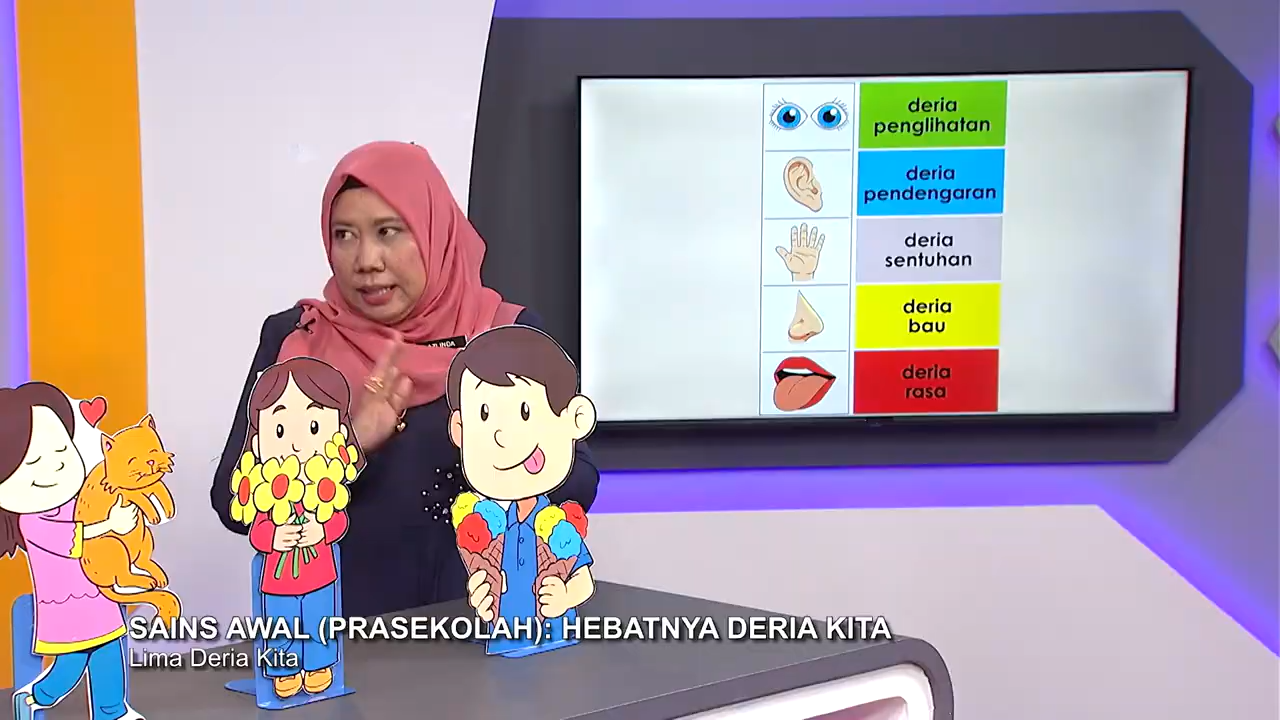 deria
penglihatan
deria
pendengaran
deria
sentuhan
deria
bau
deria
rasa
SAINS AWAL (PRASEKOLAH): HEBATNYA DERIA KITA
Lima Deria Kita